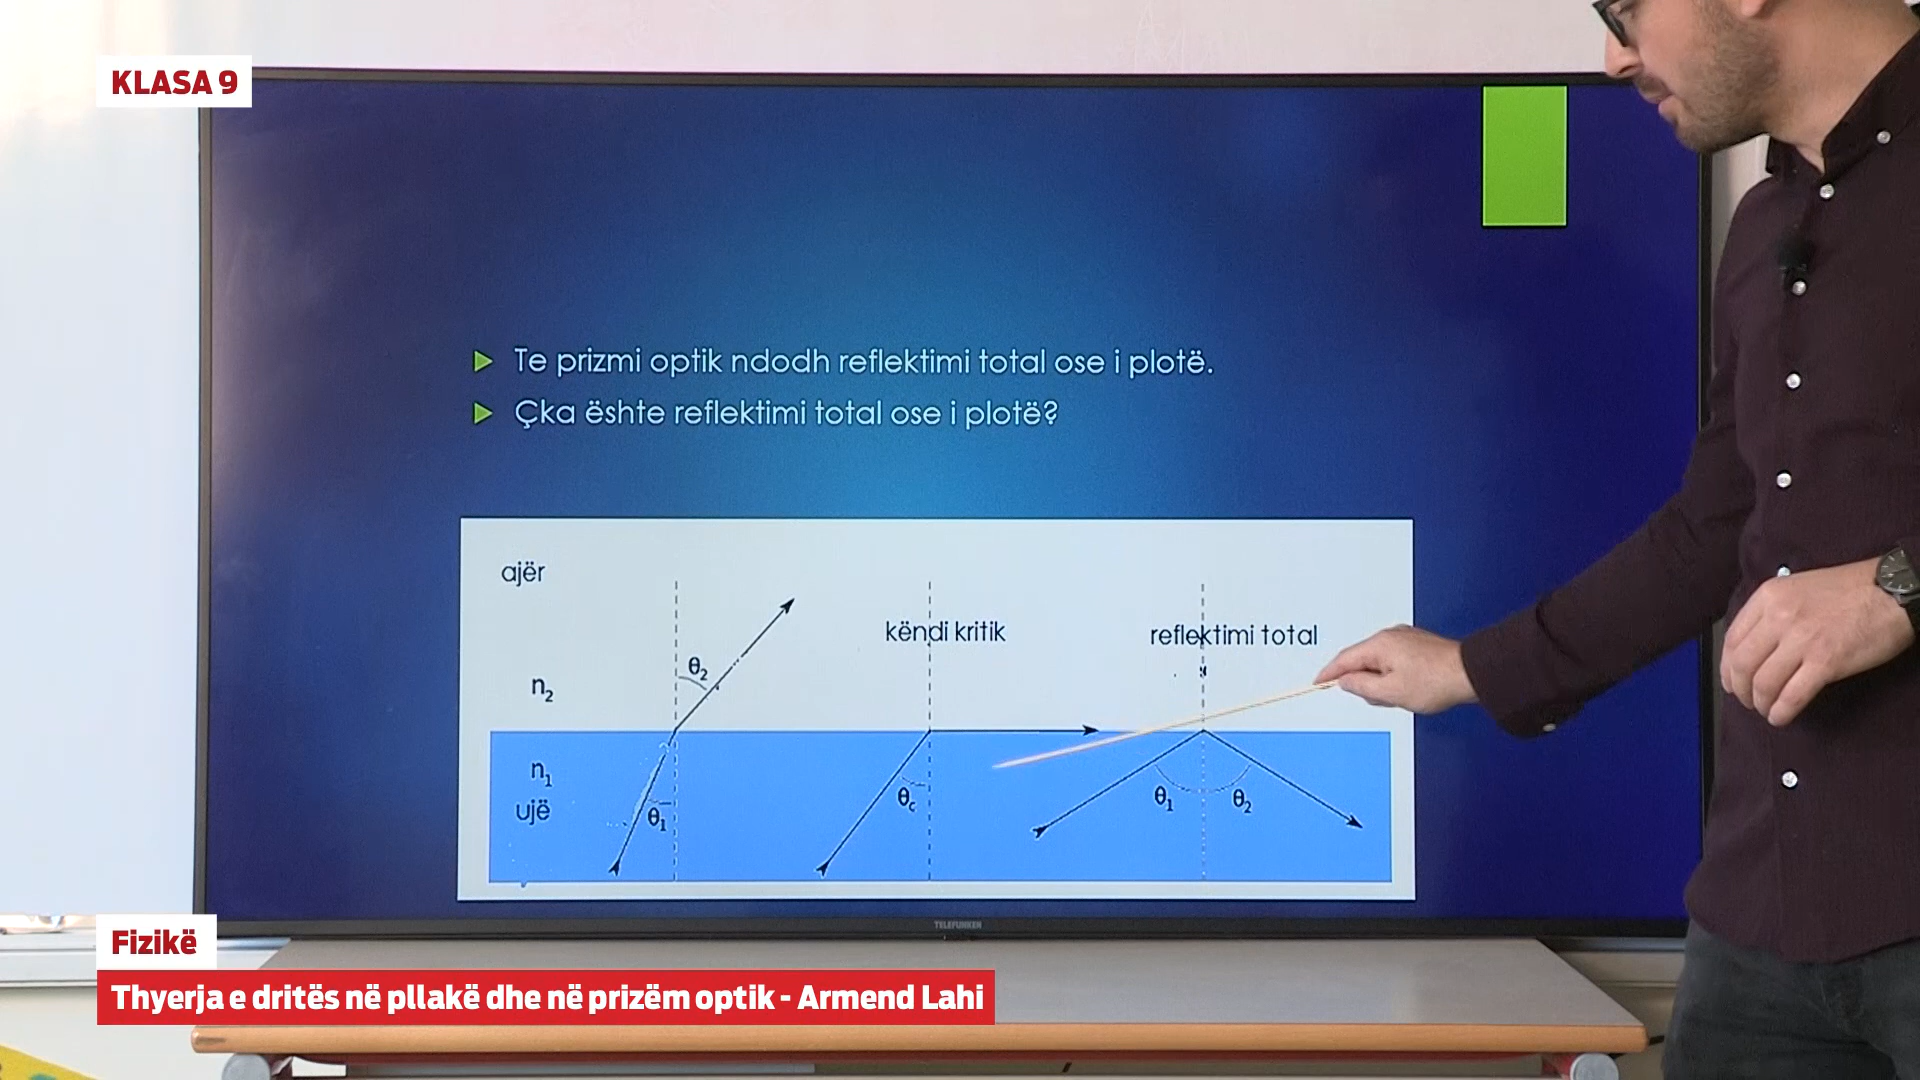 KLASA 9
Te prizmi optik ndodh reflektimi total ose i plotë.
Çka është reflektimi total ose i plotë?
ajër
këndi kritik
reflektimi total
θ₂
n₂
n₁
ujë
θ₁
θc
θ₁
θ₂
TELEFUNKEN
Fizikë
Thyerja e dritës në pllakë dhe në prizëm optik - Armend Lahi